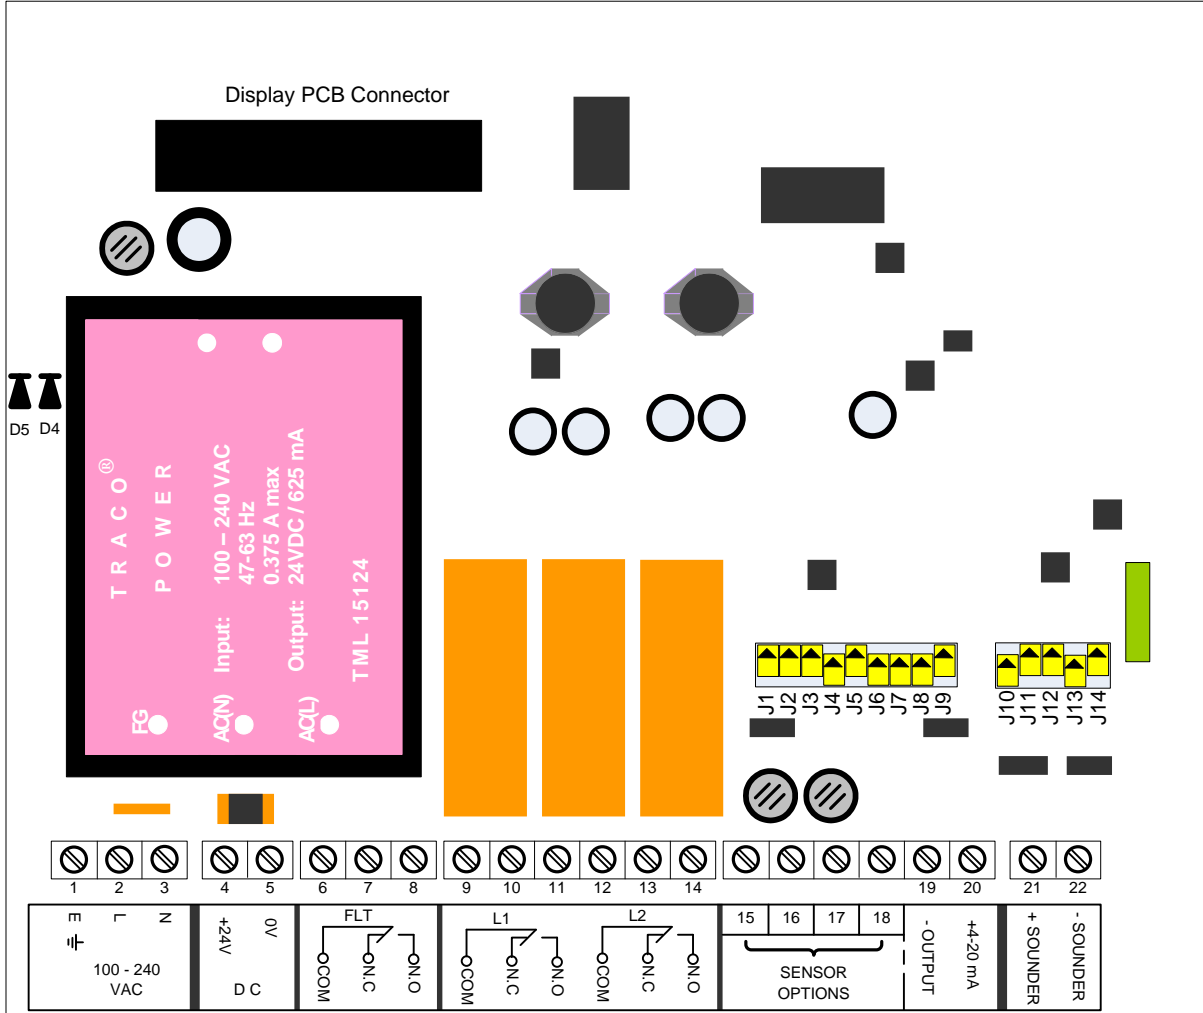 Display PCB Connector
D5 D4
TRACO®
POWER
Input: 100 – 240 VAC
47-63 Hz
0.375 A max
Output: 24VDC / 625 mA
TML 15124
FG
AC(N)
AC(L)
J1 J2 J3 J4 J5 J6 J7 J8 J9
J10 J11 J12 J13 J14
1 2 3 4 5 6 7 8 9 10 11 12 13 14 19 20 21 22
E L N
100 - 240
VAC
+24V 0V
D C
FLT
COM N.C N.O
L1
COM N.C N.O
L2
COM N.C N.O
15 16 17 18
SENSOR
OPTIONS
- OUTPUT
+4-20 mA
+ SOUNDER
- SOUNDER